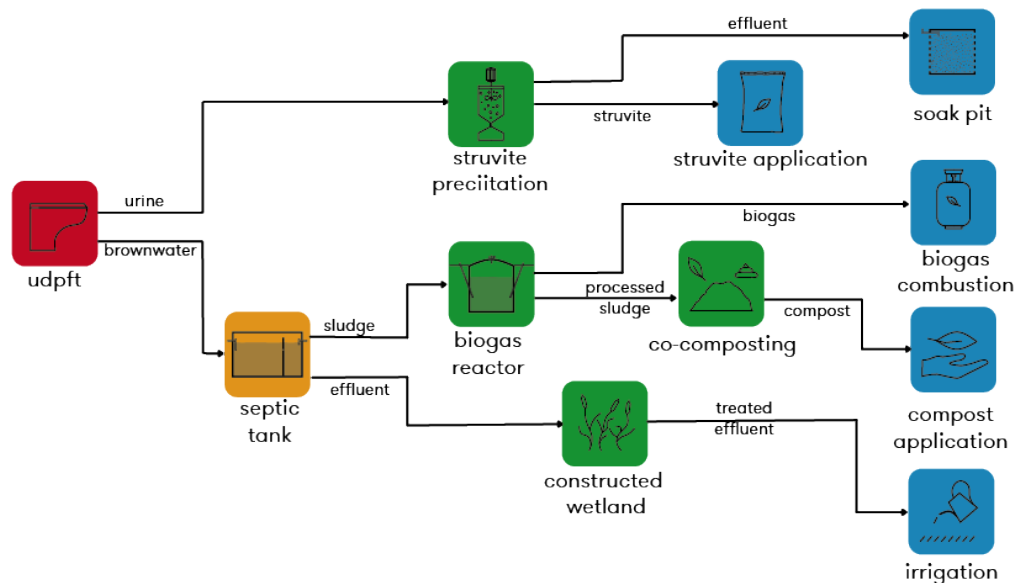 effluent
soak pit
struvite
struvite
preciitation
struvite application
urine
brownwater
udpft
biogas
biogas
combustion
processed
sludge
sludge
biogas
reactor
co-composting
compost
septic
tank
effluent
compost
application
treated
effluent
constructed
wetland
irrigation